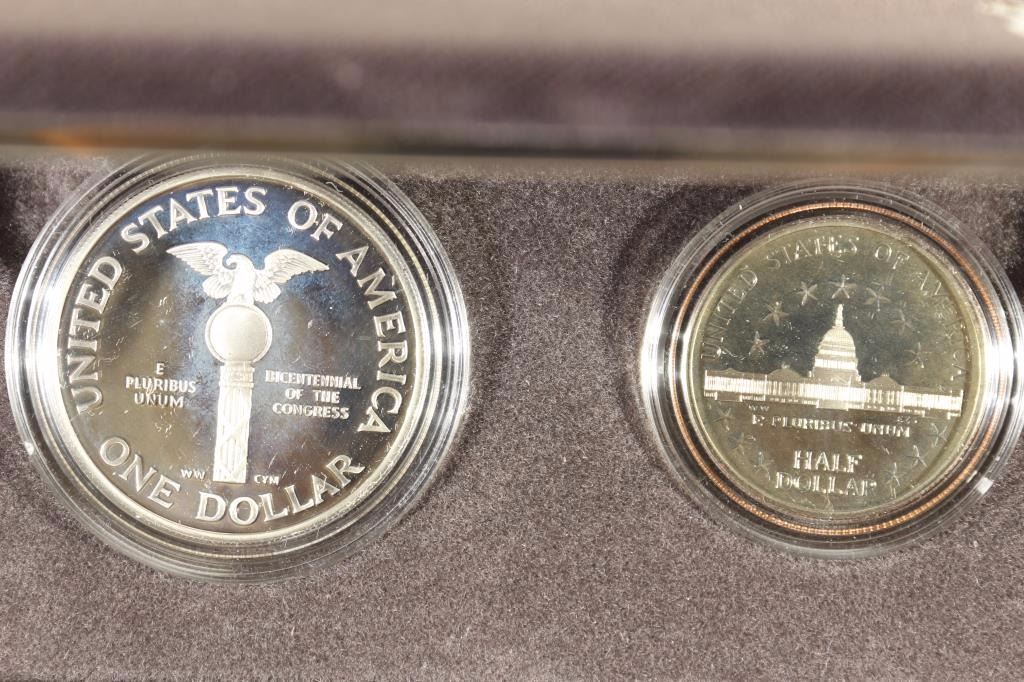 UNITED STATES OF AMERICA
E
PLURIBUS
UNUM
BICENTENNIAL
OF THE
CONGRESS
WW
CYM
ONE DOLLAR
UNITED STATES OF AMERICA
WW
E PLURIBUS UNUM
HALF
DOLLAR